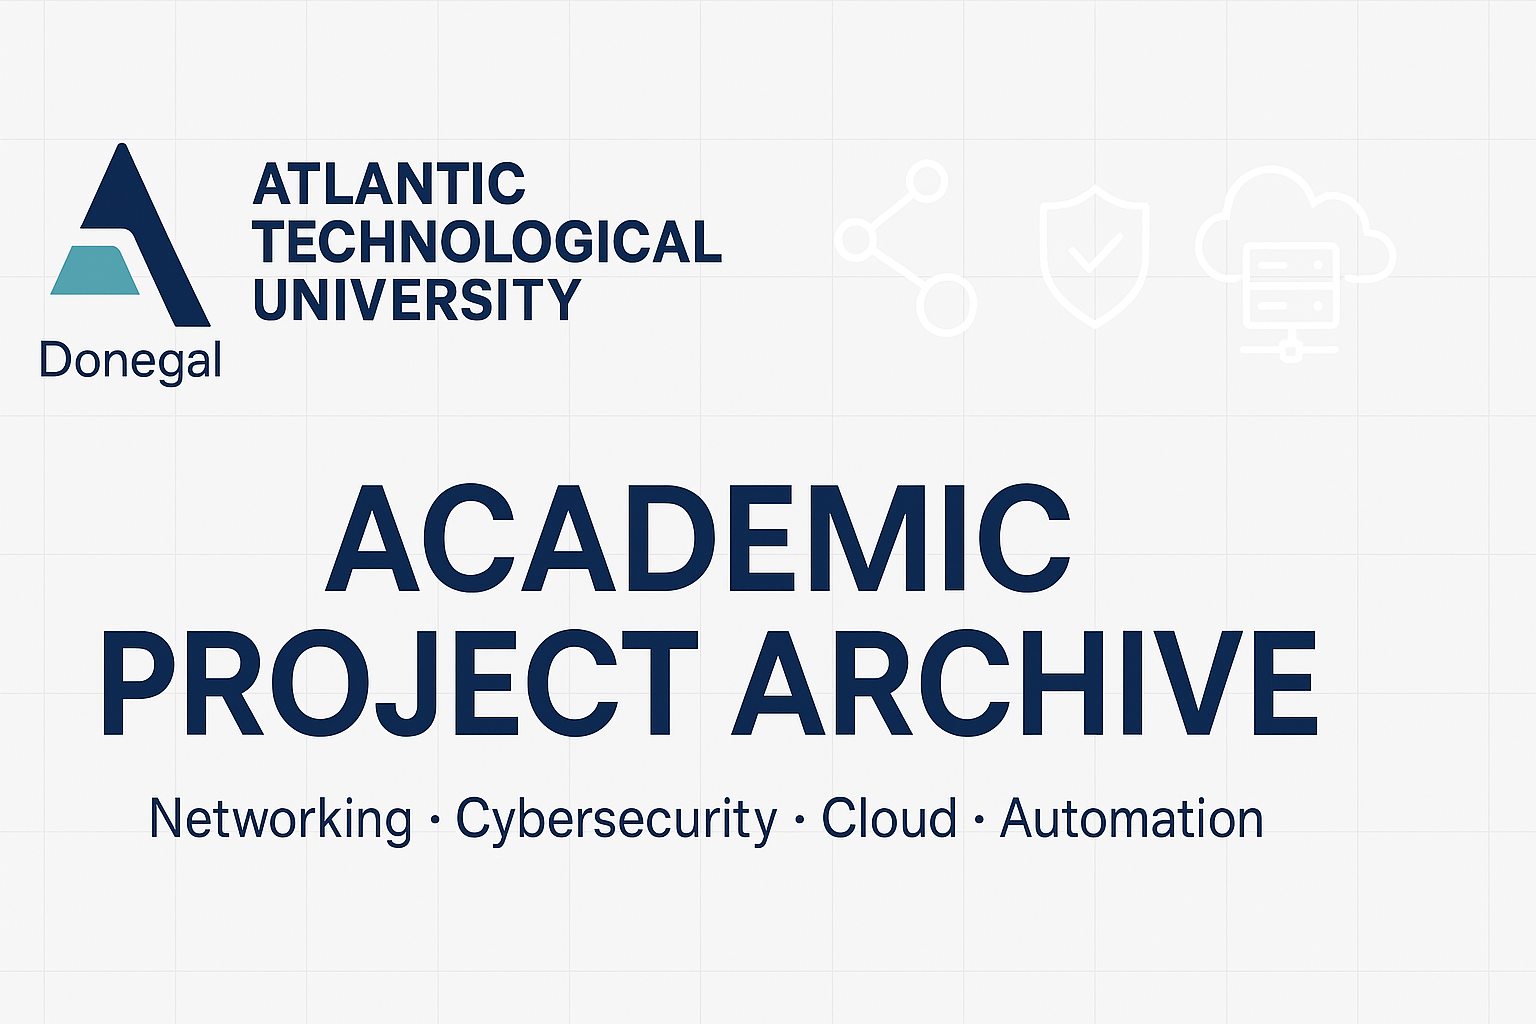 ATLANTIC
TECHNOLOGICAL
UNIVERSITY
Donegal
ACADEMIC
PROJECT ARCHIVE
Networking · Cybersecurity · Cloud · Automation